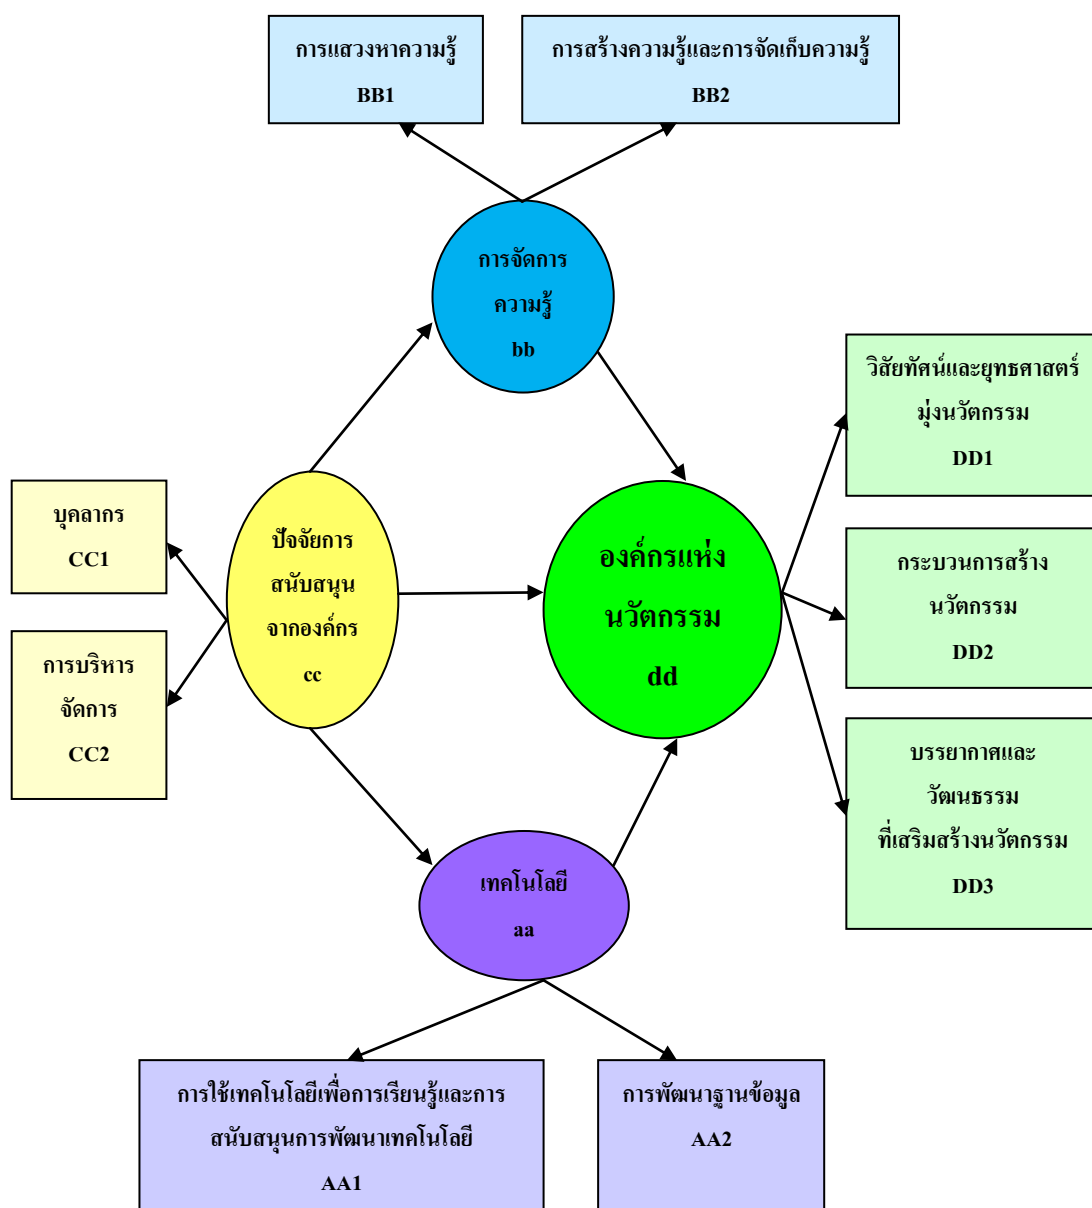 การแสวงหาความรู้
BB1
การสร้างความรู้และการจัดเก็บความรู้
BB2
การจัดการ
ความรู้
bb
วิสัยทัศน์และยุทธศาสตร์
มุ่งนวัตกรรม
DD1
บุคลากร
CC1
ปัจจัยการ
สนับสนุน
จากองค์กร
cc
องค์กรแห่ง
นวัตกรรม
dd
กระบวนการสร้าง
นวัตกรรม
DD2
การบริหาร
จัดการ
CC2
บรรยากาศและ
วัฒนธรรม
ที่เสริมสร้างนวัตกรรม
DD3
เทคโนโลยี
aa
การใช้เทคโนโลยีเพื่อการเรียนรู้และการ
สนับสนุนการพัฒนาเทคโนโลยี
AA1
การพัฒนาฐานข้อมูล
AA2